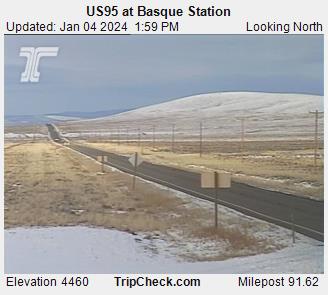 US95 at Basque Station
Updated: Jan 04 2024 1:59 PM Looking North
Elevation 4460 TripCheck.com Milepost 91.62